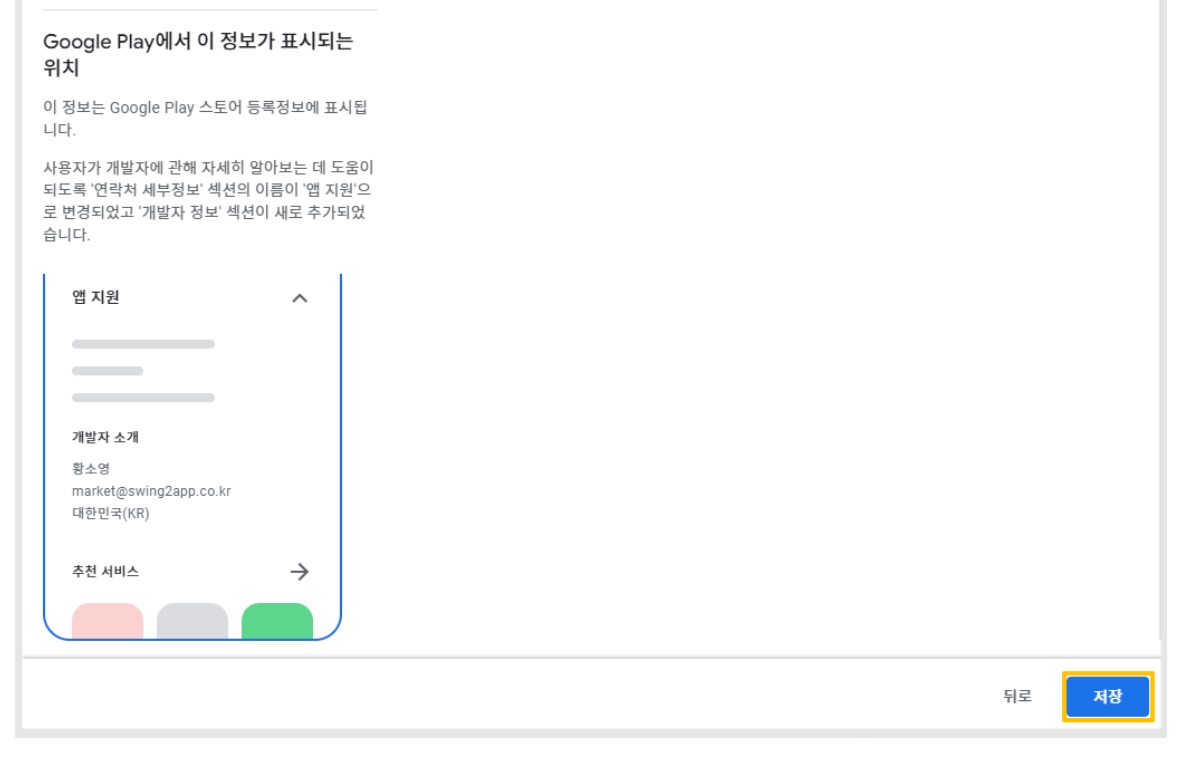 Google Play에서 이 정보가 표시되는
위치
이 정보는 Google Play 스토어 등록정보에 표시됩
니다.
사용자가 개발자에 관해 자세히 알아보는 데 도움이
되도록 '연락처 세부정보' 섹션의 이름이 '앱 지원'으
로 변경되었고 '개발자 정보' 섹션이 새로 추가되었
습니다.
앱 지원
개발자 소개
황소영
market@swing2app.co.kr
대한민국(KR)
추천 서비스
뒤로
저장